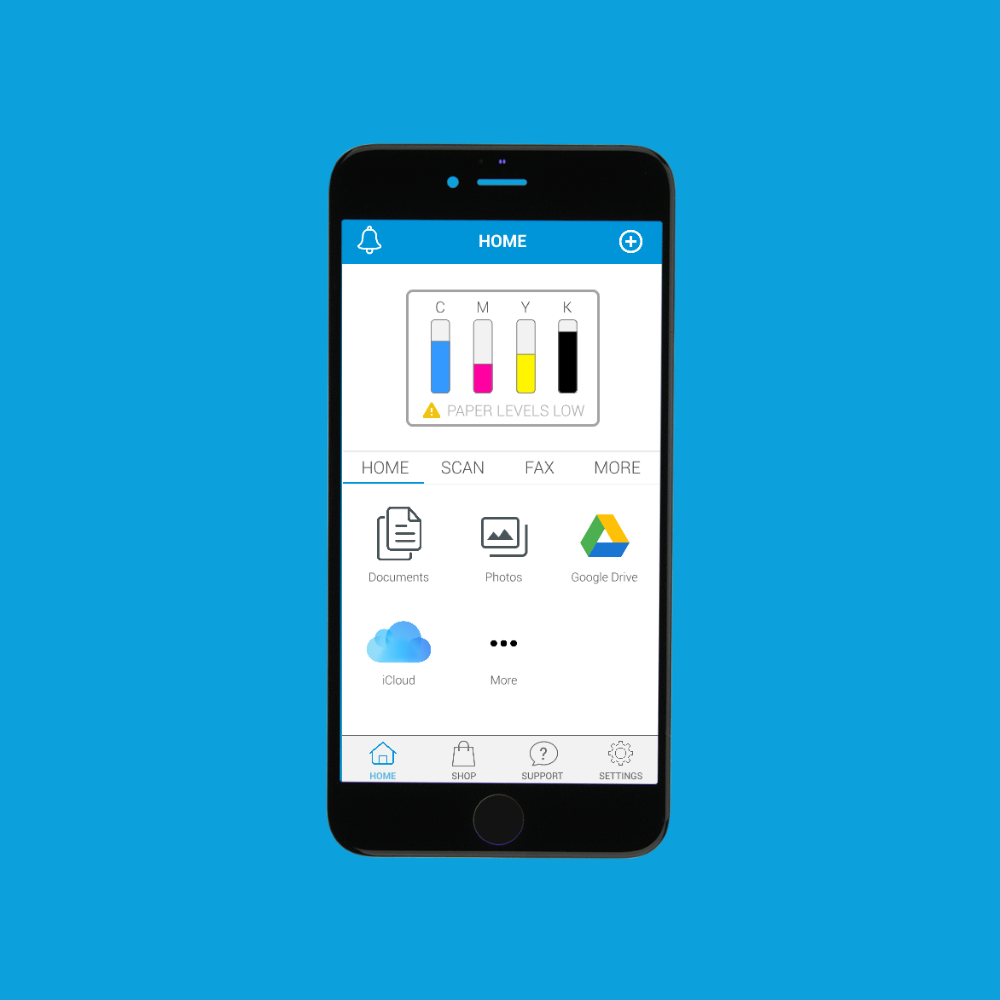 HOME
C M Y K
PAPER LEVELS LOW
HOME SCAN FAX MORE
Documents Photos Google Drive
iCloud More
HOME SHOP SUPPORT SETTINGS